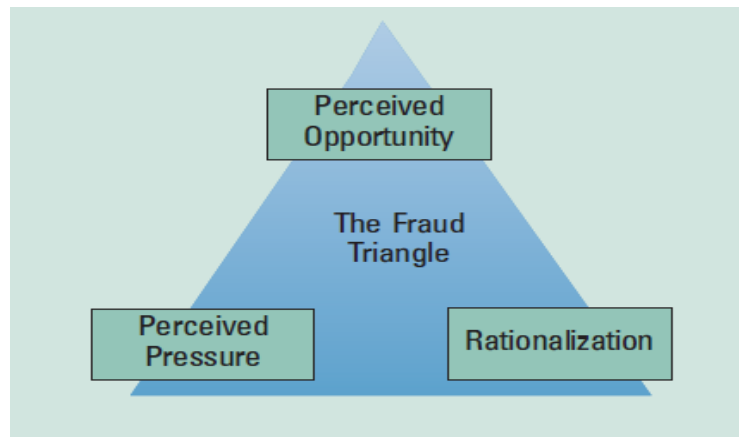 Perceived
Opportunity
The Fraud
Triangle
Perceived
Pressure
Rationalization